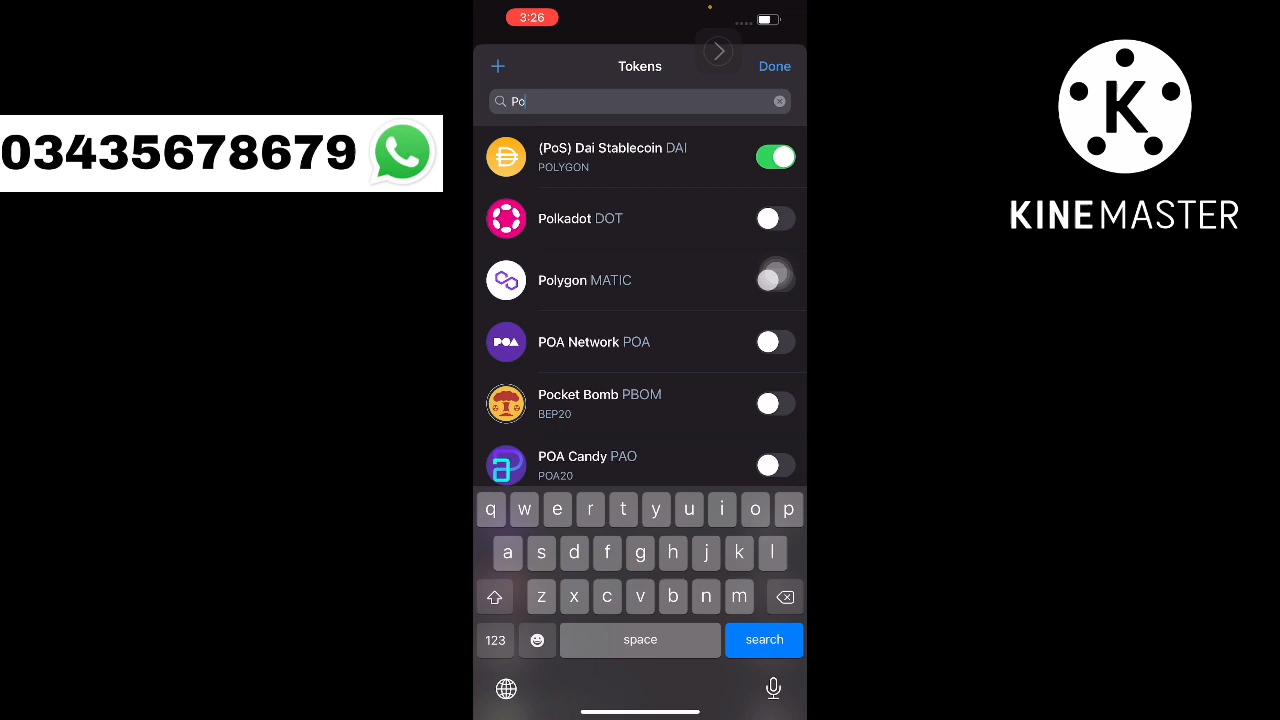 3:26
Tokens
Done
Po
(PoS) Dai Stablecoin DAI
POLYGON
Polkadot DOT
Polygon MATIC
POA Network POA
POA
Pocket Bomb PBOM
BEP20
POA Candy PAO
POA20
q w e r t y u i o p
a s d f g h j k l
z x c v b n m
123
space
search
03435678679
K
KINEMASTER